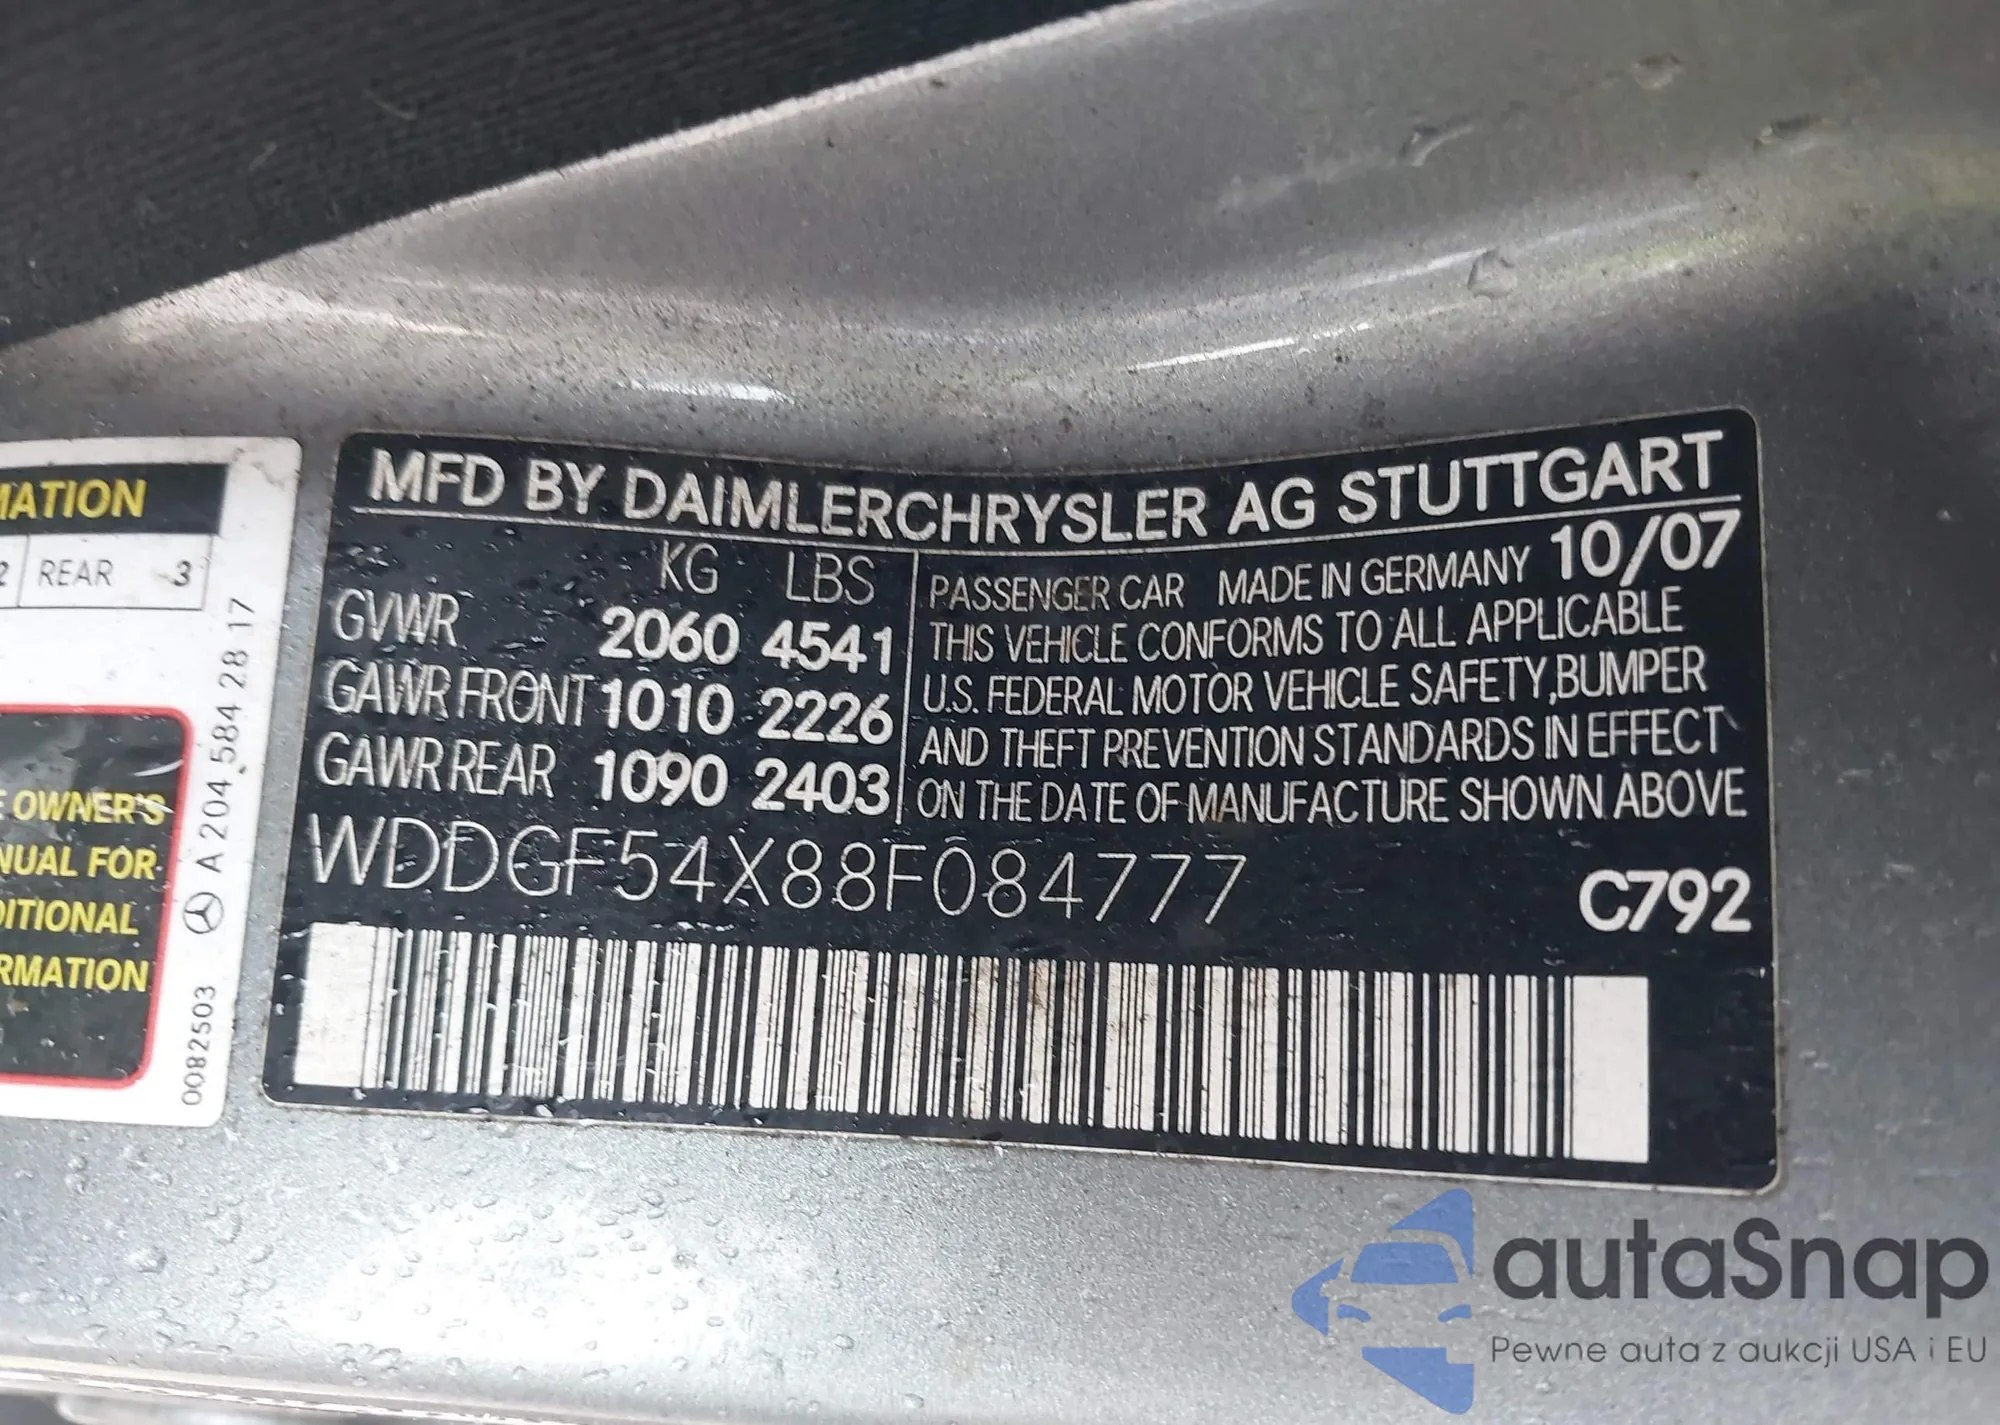 MATION
2 REAR 3
E OWNER'S
NUAL FOR
DITIONAL
RMATION
A 204 584 28 17
0082503
MFD BY DAIMLERCHRYSLER AG STUTTGART
KG LBS
GVWR 2060 4541
GAWR FRONT 1010 2226
GAWR REAR 1090 2403
PASSENGER CAR MADE IN GERMANY 10/07
THIS VEHICLE CONFORMS TO ALL APPLICABLE
U.S. FEDERAL MOTOR VEHICLE SAFETY,BUMPER
AND THEFT PREVENTION STANDARDS IN EFFECT
ON THE DATE OF MANUFACTURE SHOWN ABOVE
WDDGF54X88F084777
C792
autaSnap
Pewne auta z aukcji USA i EU